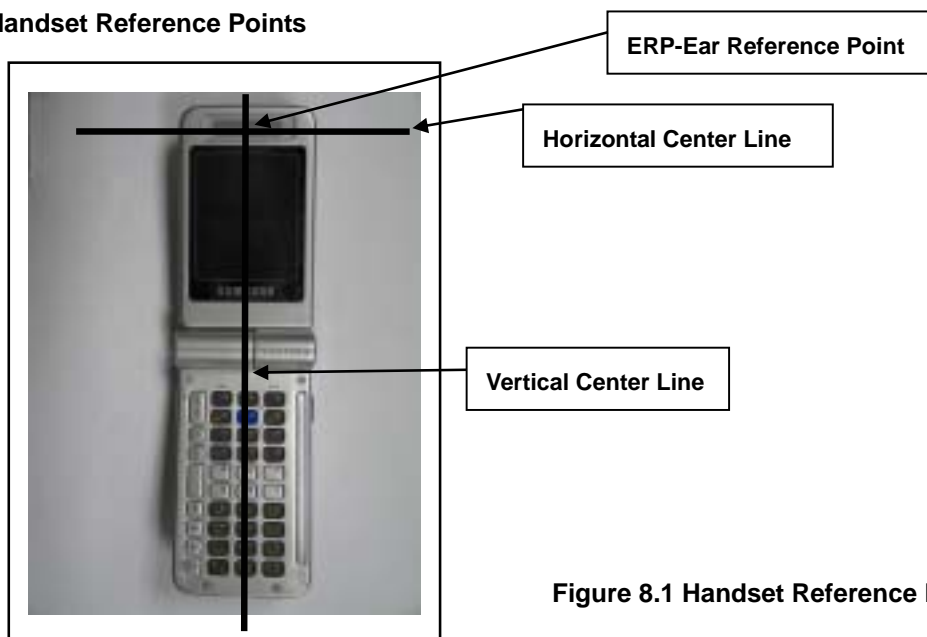 Handset Reference Points
ERP-Ear Reference Point
Horizontal Center Line
Vertical Center Line
Figure 8.1 Handset Reference